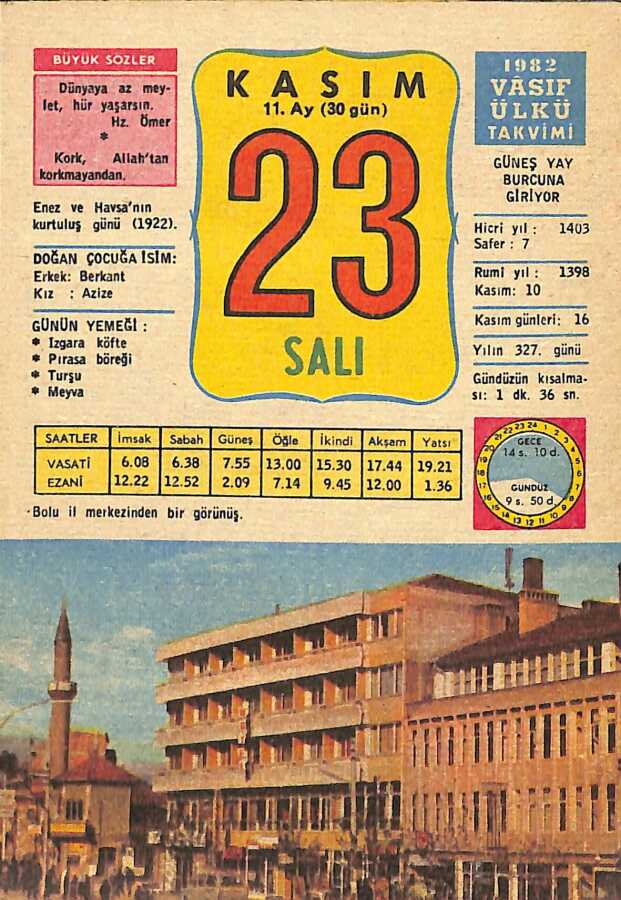 BÜYÜK SÖZLER
Dünyaya az mey-
let, hür yaşarsın.
Hz. Ömer
*
Kork, Allah'tan
korkmayandan.
Enez ve Havsa'nın
kurtuluş günü (1922).
DOĞAN ÇOCUĞA İSİM:
Erkek: Berkant
Kız : Azize
GÜNÜN YEMEĞİ :
* Izgara köfte
* Pırasa böreği
* Turşu
* Meyva
KASIM
11. Ay (30 gün)
23
SALI
1982
VÂSIF
ÜLKÜ
TAKVİMİ
GÜNEŞ YAY
BURCUNA
GİRİYOR
Hicri yıl : 1403
Safer : 7
Rumi yıl : 1398
Kasım: 10
Kasım günleri: 16
Yılın 327. günü
Gündüzün kısalma-
sı: 1 dk. 36 sn.
SAATLER İmsak Sabah Güneş Öğle İkindi Akşam Yatsı
VASATİ 6.08 6.38 7.55 13.00 15.30 17.44 19.21
EZANİ 12.22 12.52 2.09 7.14 9.45 12.00 1.36
GECE
14 s. 10 d.
GÜNDÜZ
9 s. 50 d.
Bolu il merkezinden bir görünüş.